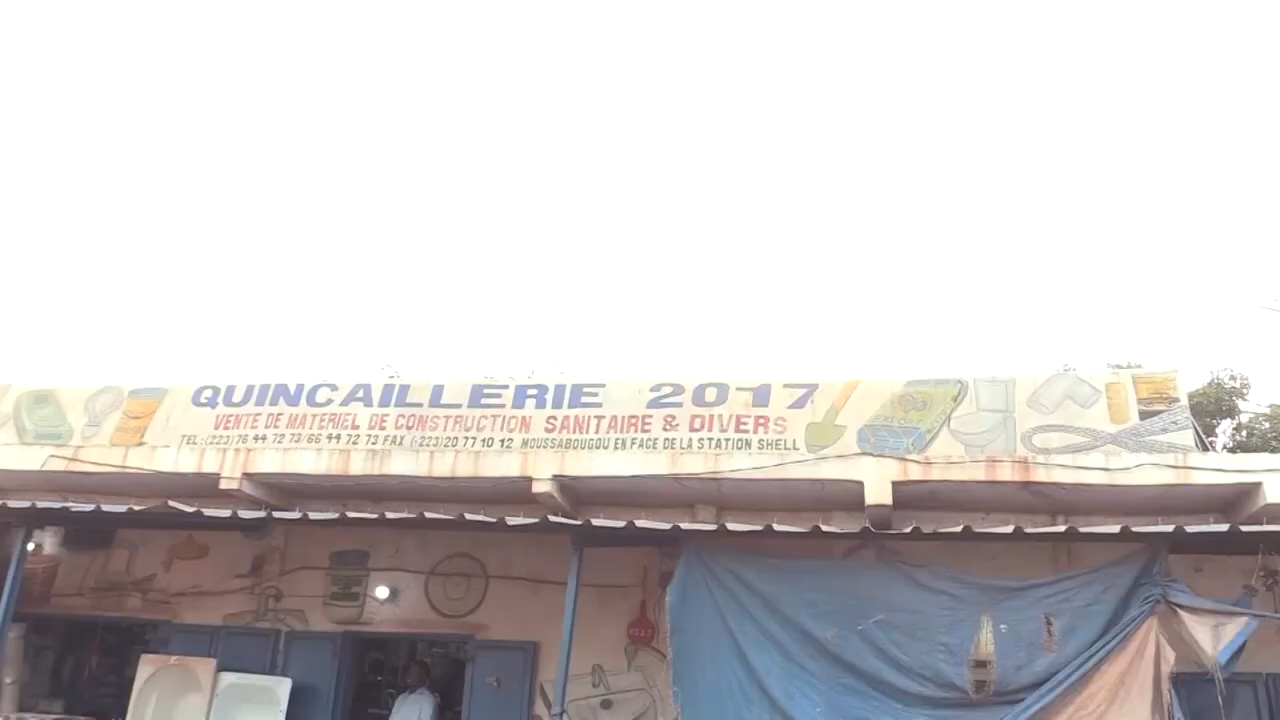 QUINCAILLERIE 2017
VENTE DE MATERIEL DE CONSTRUCTION SANITAIRE & DIVERS
TEL:(223)76 44 72 73/66 44 72 73 FAX (-223)20 77 10 12 MOUSSABOUGOU EN FACE DE LA STATION SHELL